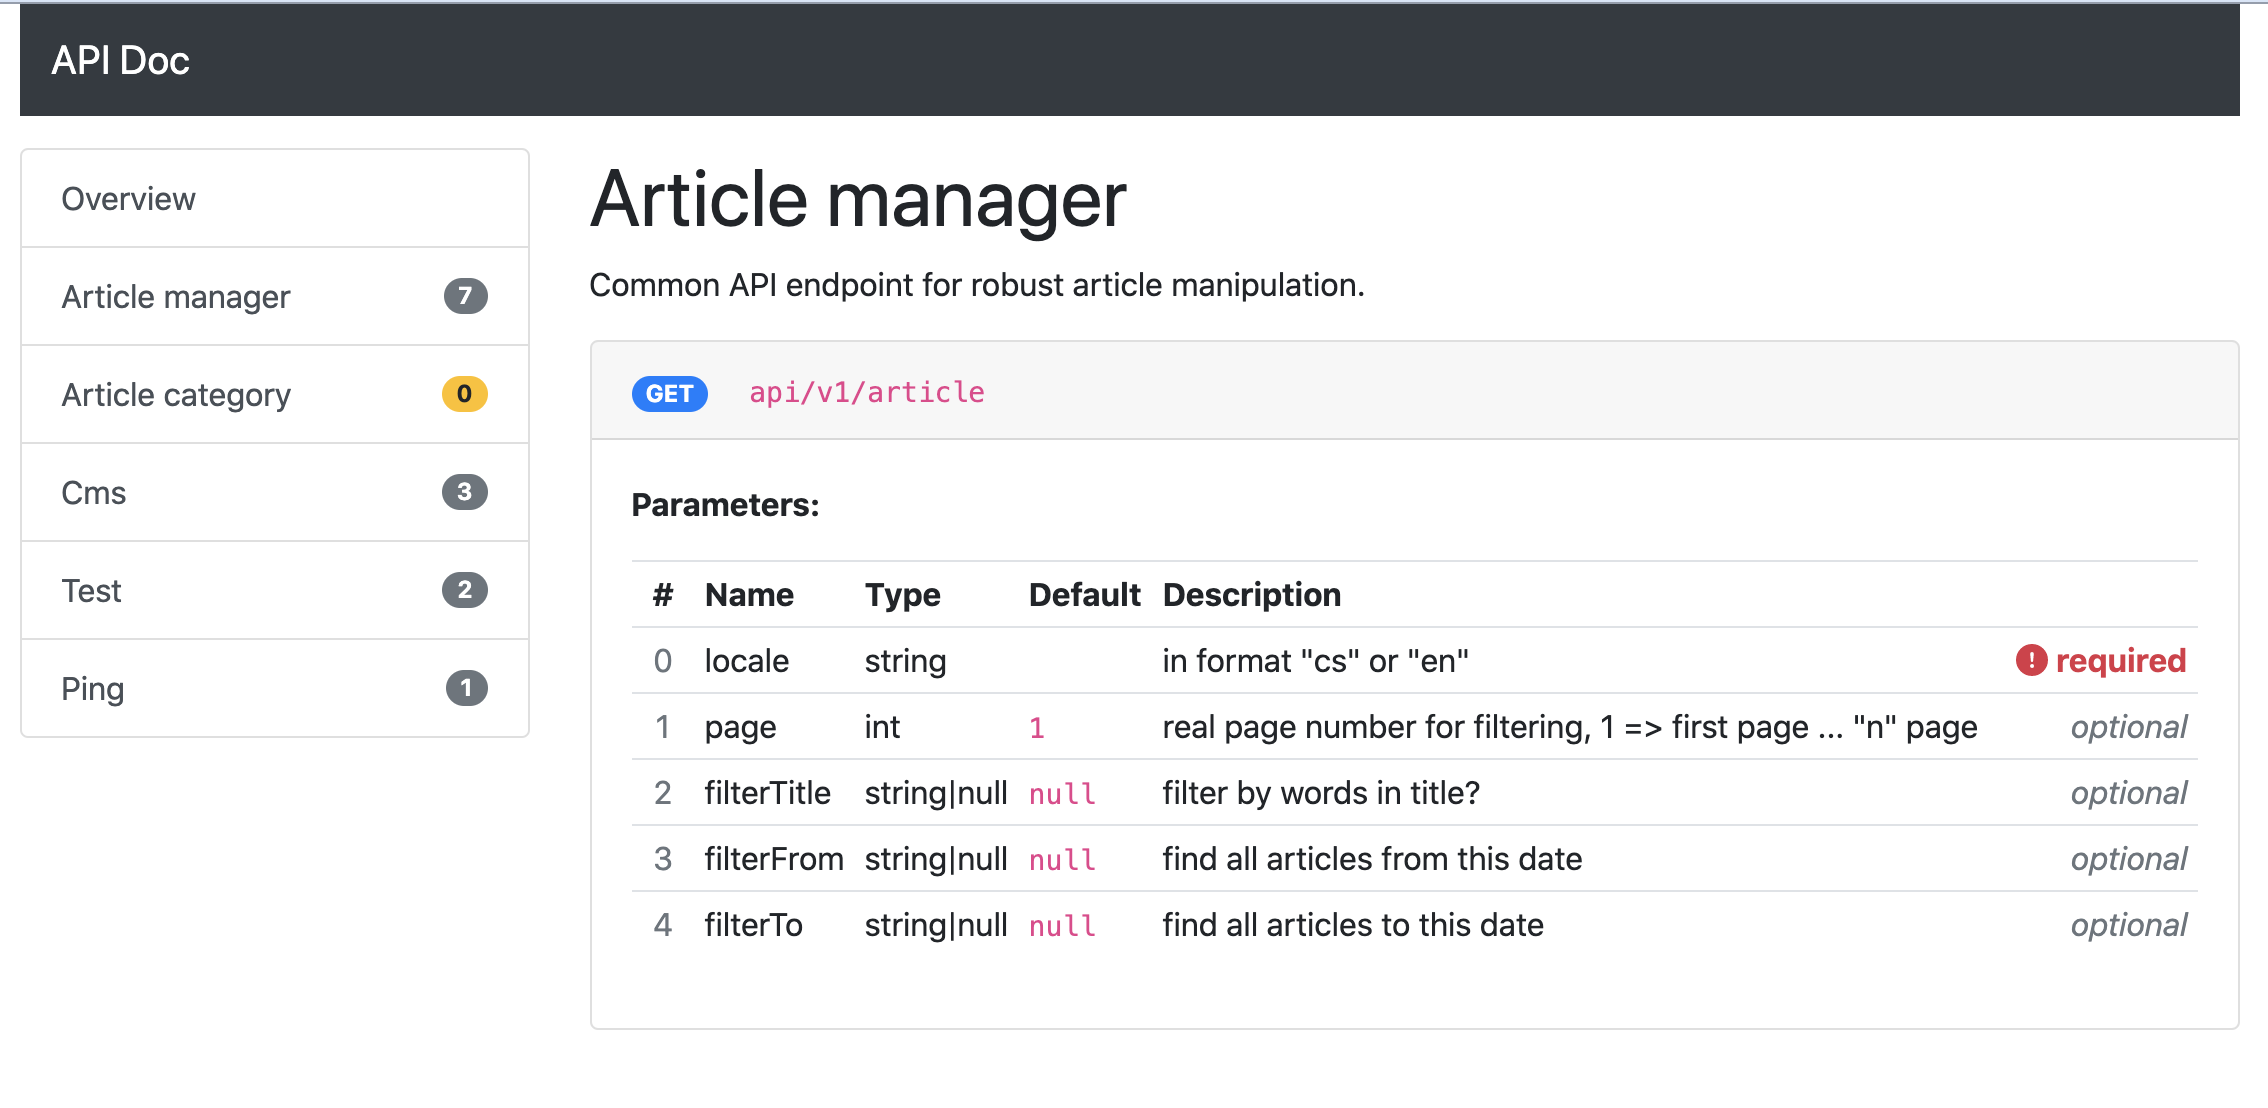 API Doc
Overview
Article manager 7
Article category 0
Cms 3
Test 2
Ping 1
Article manager
Common API endpoint for robust article manipulation.
GET api/v1/article
Parameters:
# Name Type Default Description
0 locale string in format "cs" or "en" ! required
1 page int 1 real page number for filtering, 1 => first page ... "n" page optional
2 filterTitle string|null null filter by words in title? optional
3 filterFrom string|null null find all articles from this date optional
4 filterTo string|null null find all articles to this date optional